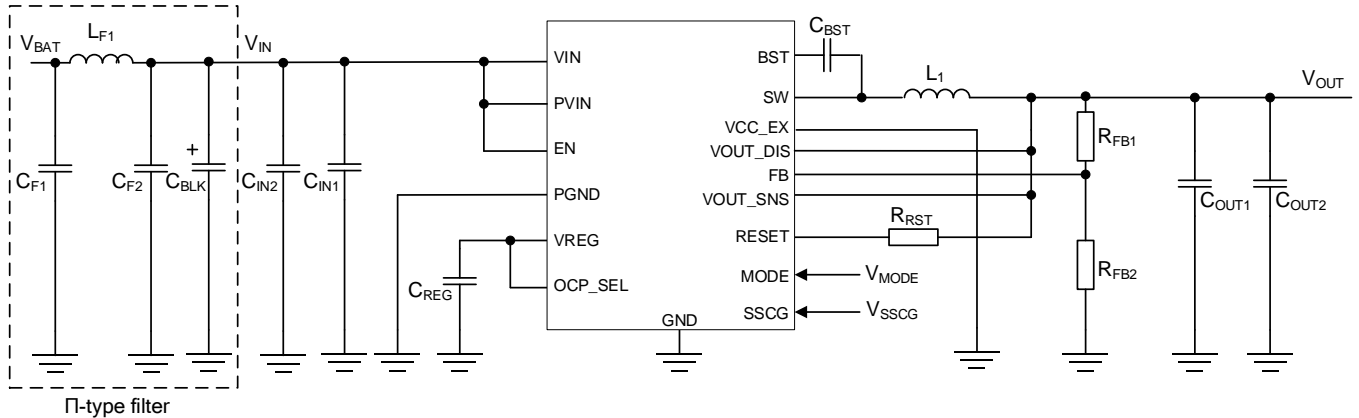 V_BAT
L_F1
V_IN
C_F1
C_F2
+
C_BLK
C_IN2
C_IN1
Π-type filter
VIN
PVIN
EN
PGND
VREG
OCP_SEL
C_REG
GND
BST
SW
VCC_EX
VOUT_DIS
FB
VOUT_SNS
RESET
MODE
SSCG
C_BST
L_1
R_RST
V_MODE
V_SSCG
R_FB1
R_FB2
V_OUT
C_OUT1
C_OUT2